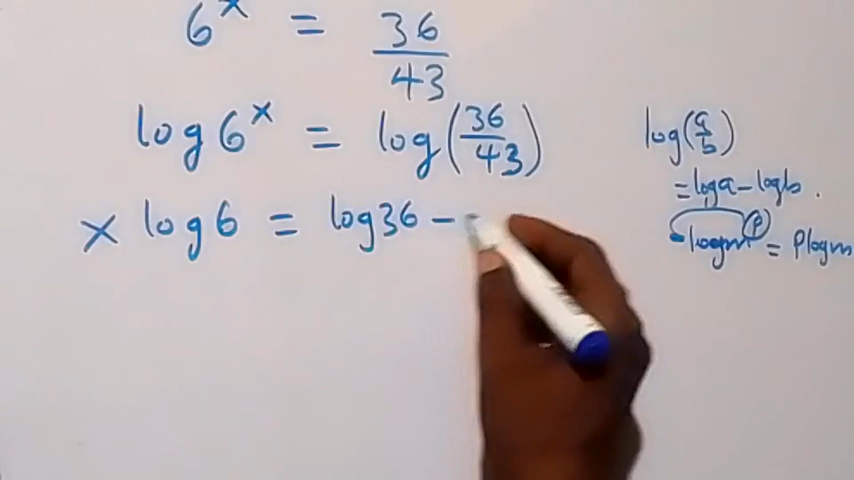 6^x = 36/43
log 6^x = log(36/43)
x log 6 = log 36 -
log(a/b)
= log a - log b .
log m^p = p log m